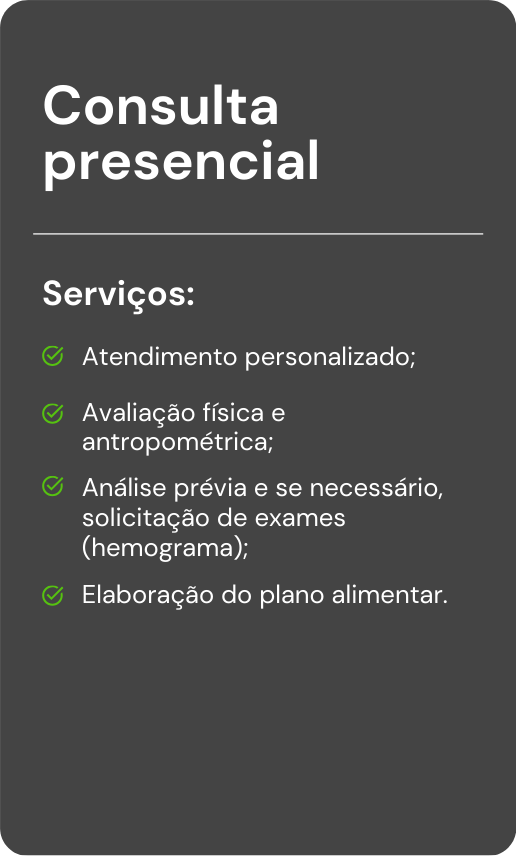 Consulta
presencial
Serviços:
Atendimento personalizado;
Avaliação física e
antropométrica;
Análise prévia e se necessário,
solicitação de exames
(hemograma);
Elaboração do plano alimentar.